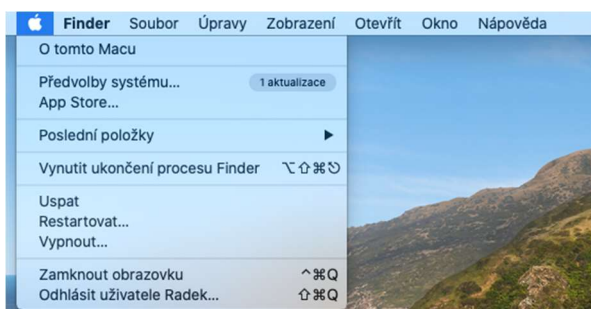 Finder Soubor Úpravy Zobrazení Otevřít Okno Nápověda
O tomto Macu
Předvolby systému... 1 aktualizace
App Store...
Poslední položky ▶
Vynutit ukončení procesu Finder ⌥⇧⌘⎋
Uspat
Restartovat...
Vypnout...
Zamknout obrazovku ^⌘Q
Odhlásit uživatele Radek... ⇧⌘Q